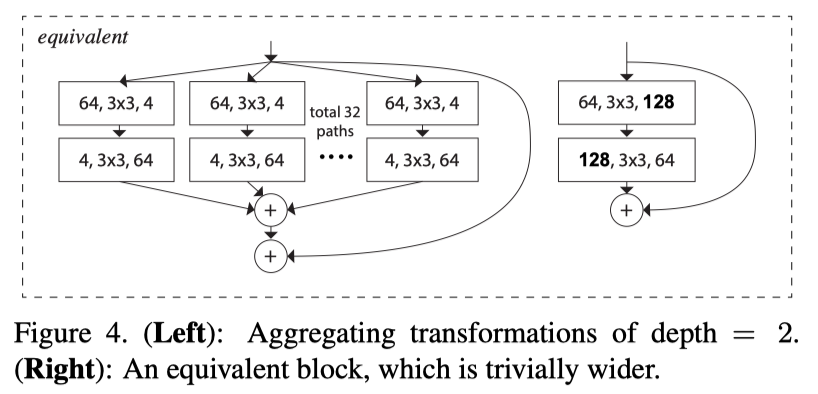 equivalent
64, 3x3, 4
64, 3x3, 4
total 32
paths
64, 3x3, 4
4, 3x3, 64
4, 3x3, 64
....
4, 3x3, 64
+
+
64, 3x3, 128
128, 3x3, 64
+
Figure 4. (Left): Aggregating transformations of depth = 2.
(Right): An equivalent block, which is trivially wider.